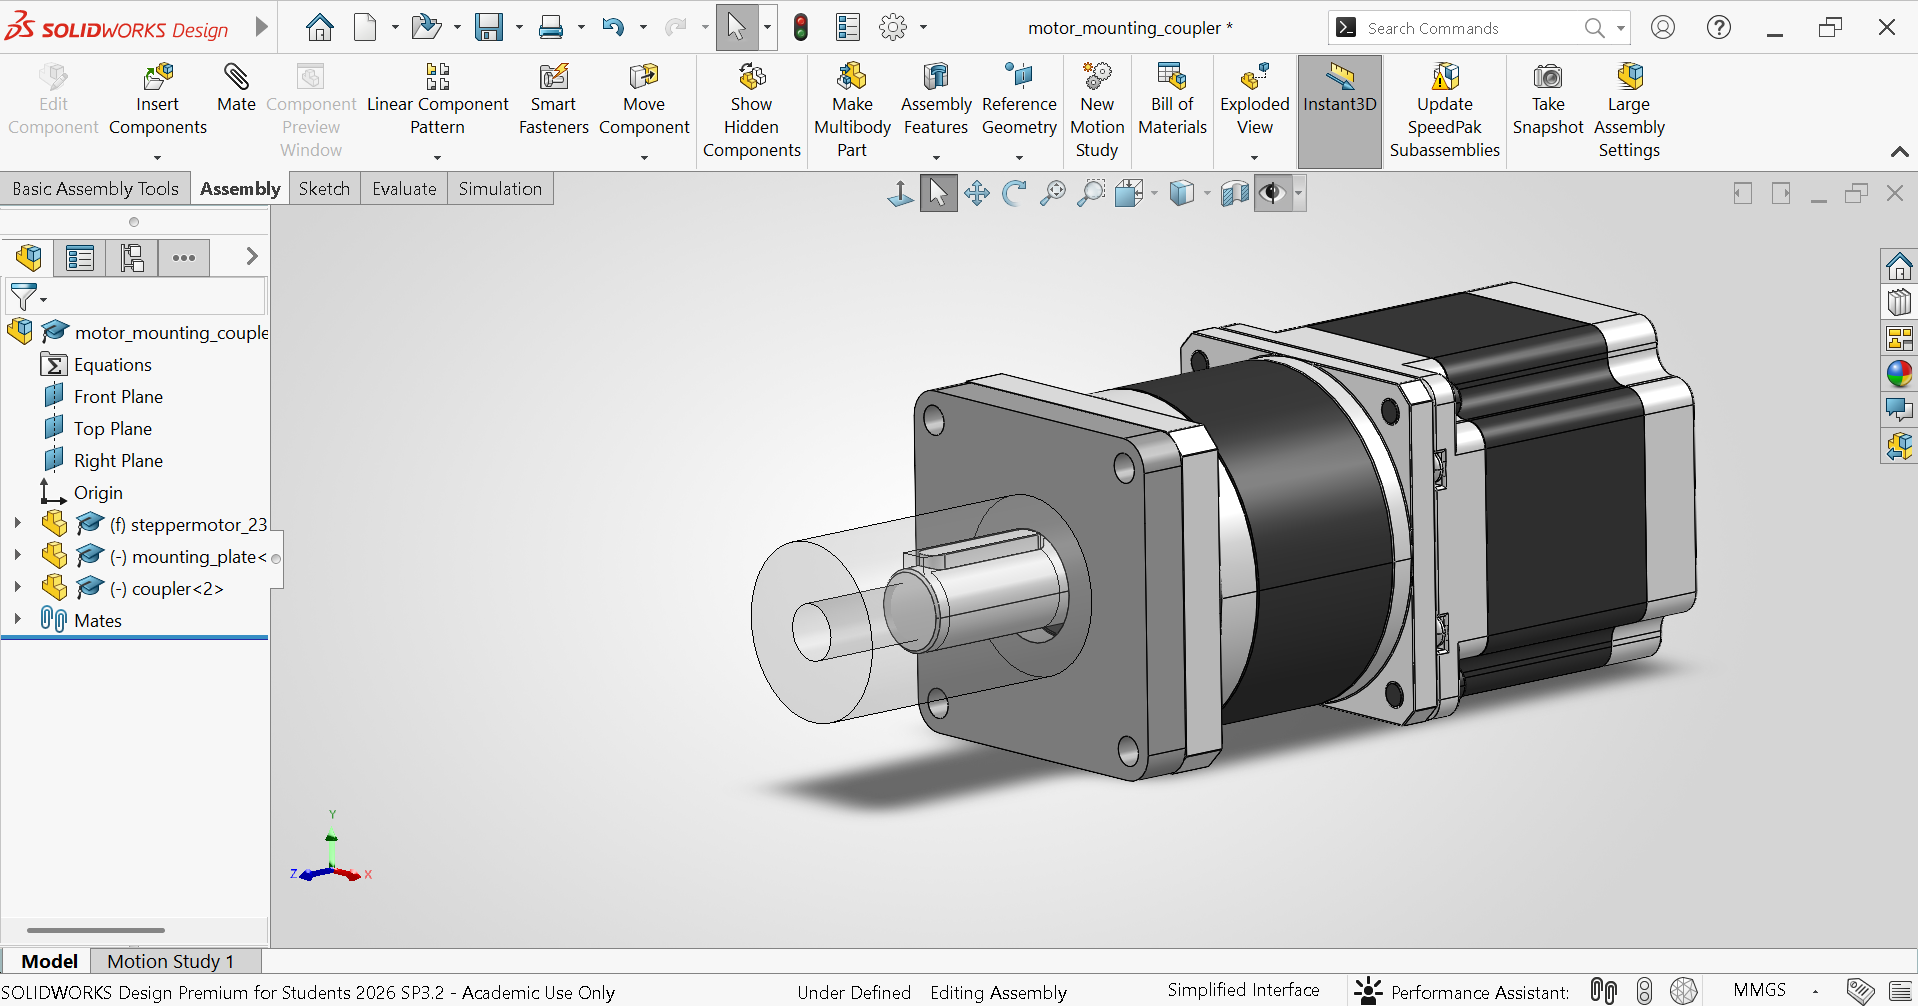 SOLIDWORKS Design
motor_mounting_coupler *
Search Commands
Edit Component
Insert Components
Mate
Component Preview Window
Linear Component Pattern
Smart Fasteners
Move Component
Show Hidden Components
Make Multibody Part
Assembly Features
Reference Geometry
New Motion Study
Bill of Materials
Exploded View
Instant3D
Update SpeedPak Subassemblies
Take Snapshot
Large Assembly Settings
Basic Assembly Tools
Assembly
Sketch
Evaluate
Simulation
motor_mounting_couple
Equations
Front Plane
Top Plane
Right Plane
Origin
(f) steppermotor_23
(-) mounting_plate<
(-) coupler<2>
Mates
Y
Z
X
Model
Motion Study 1
SOLIDWORKS Design Premium for Students 2026 SP3.2 - Academic Use Only
Under Defined
Editing Assembly
Simplified Interface
Performance Assistant:
MMGS